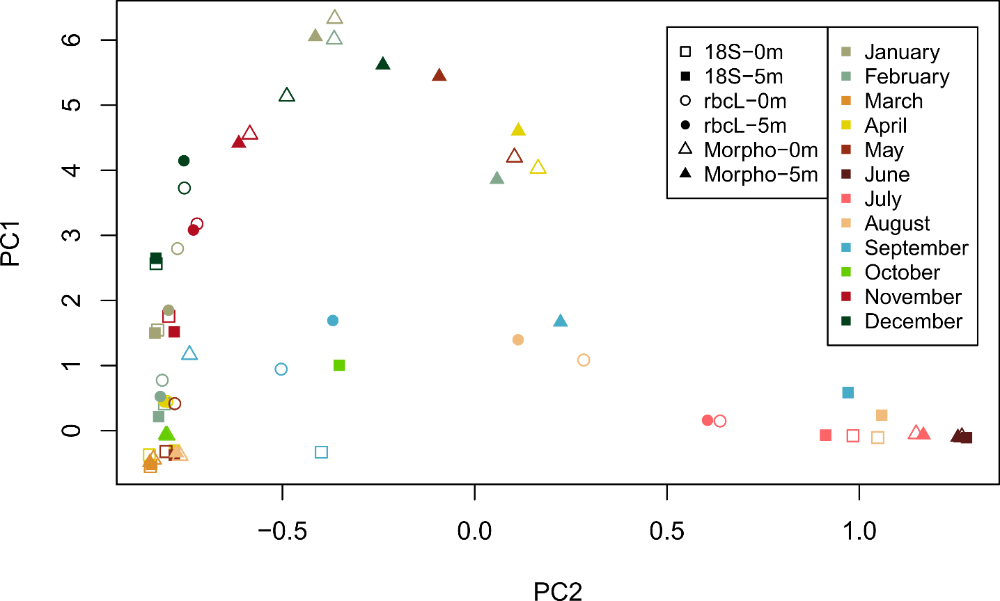 PC1
6
5
4
3
2
1
0
−0.5
0.0
0.5
1.0
PC2
18S−0m
18S−5m
rbcL−0m
rbcL−5m
Morpho−0m
Morpho−5m
January
February
March
April
May
June
July
August
September
October
November
December